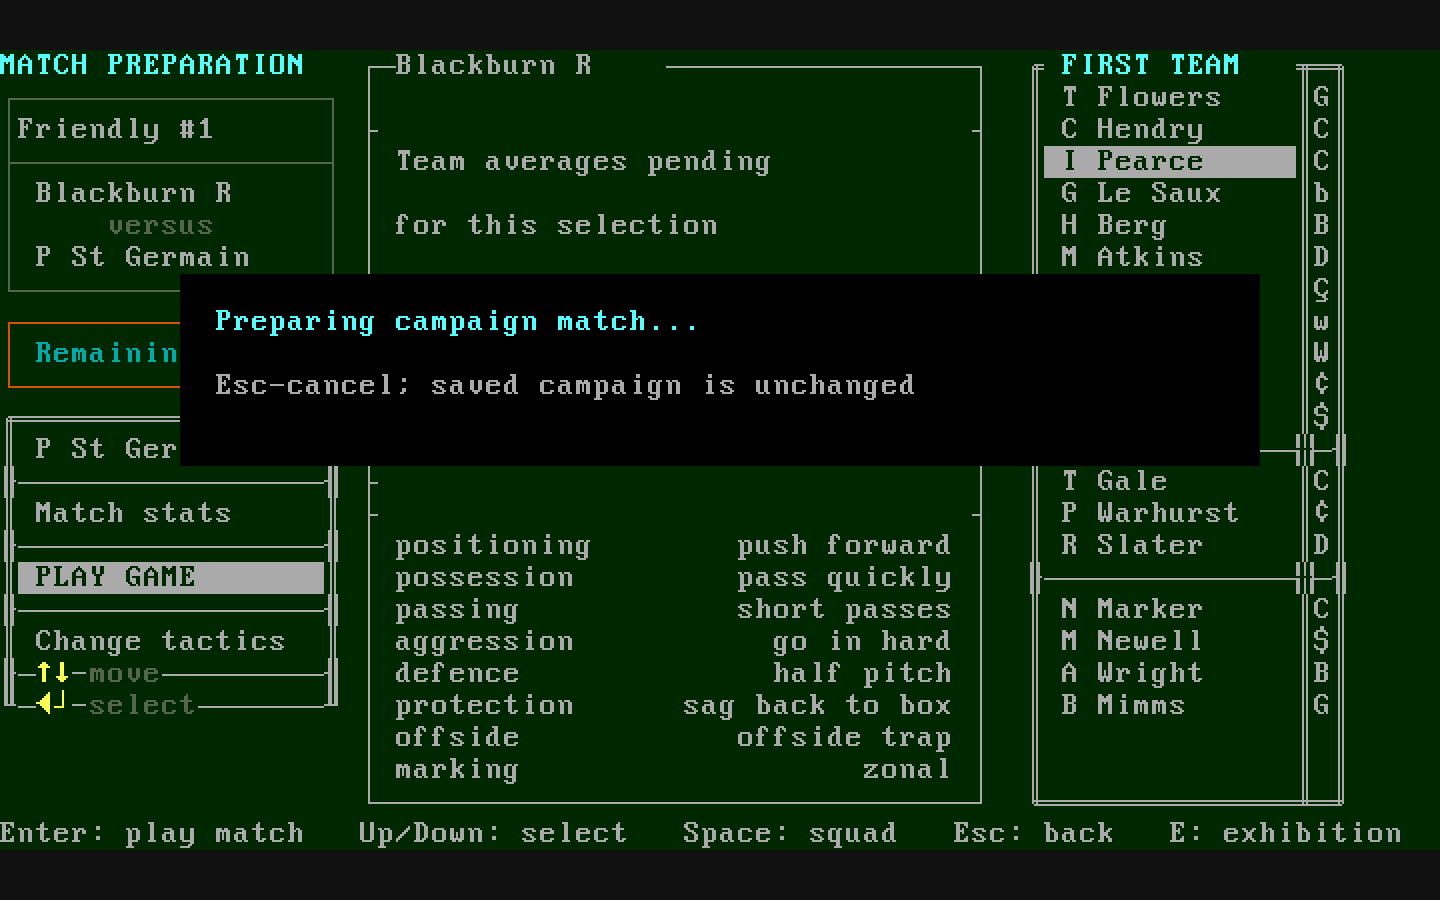 MATCH PREPARATION
Friendly #1
Blackburn R
versus
P St Germain
Remainin
P St Ger
Match stats
PLAY GAME
Change tactics
↑↓-move
-select
Blackburn R
Team averages pending
for this selection
Preparing campaign match...
Esc-cancel; saved campaign is unchanged
positioning push forward
possession pass quickly
passing short passes
aggression go in hard
defence half pitch
protection sag back to box
offside offside trap
marking zonal
FIRST TEAM
T Flowers G
C Hendry C
I Pearce C
G Le Saux b
H Berg B
M Atkins D
Ç
w
W
¢
$
T Gale C
P Warhurst ¢
R Slater D
N Marker C
M Newell $
A Wright B
B Mimms G
Enter: play match Up/Down: select Space: squad Esc: back E: exhibition